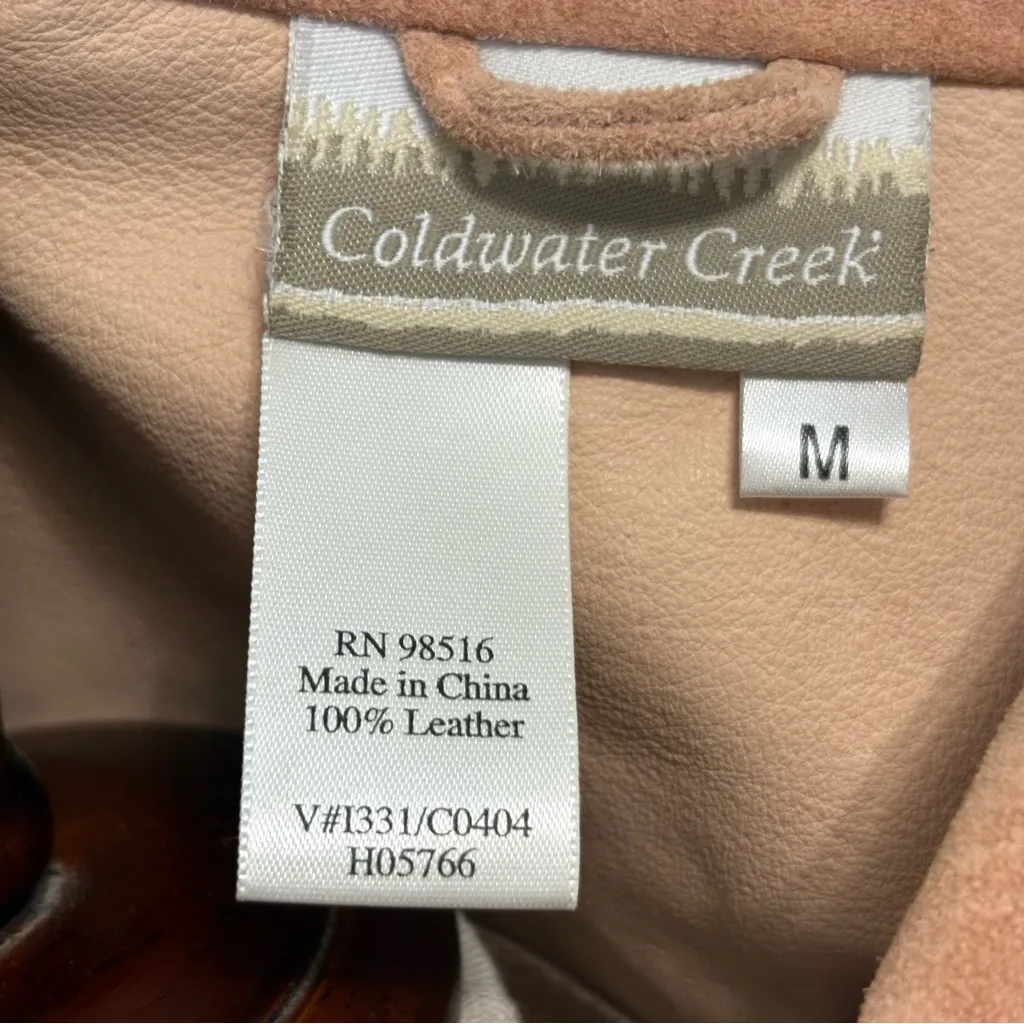 Coldwater Creek
M
RN 98516
Made in China
100% Leather
V#I331/C0404
H05766